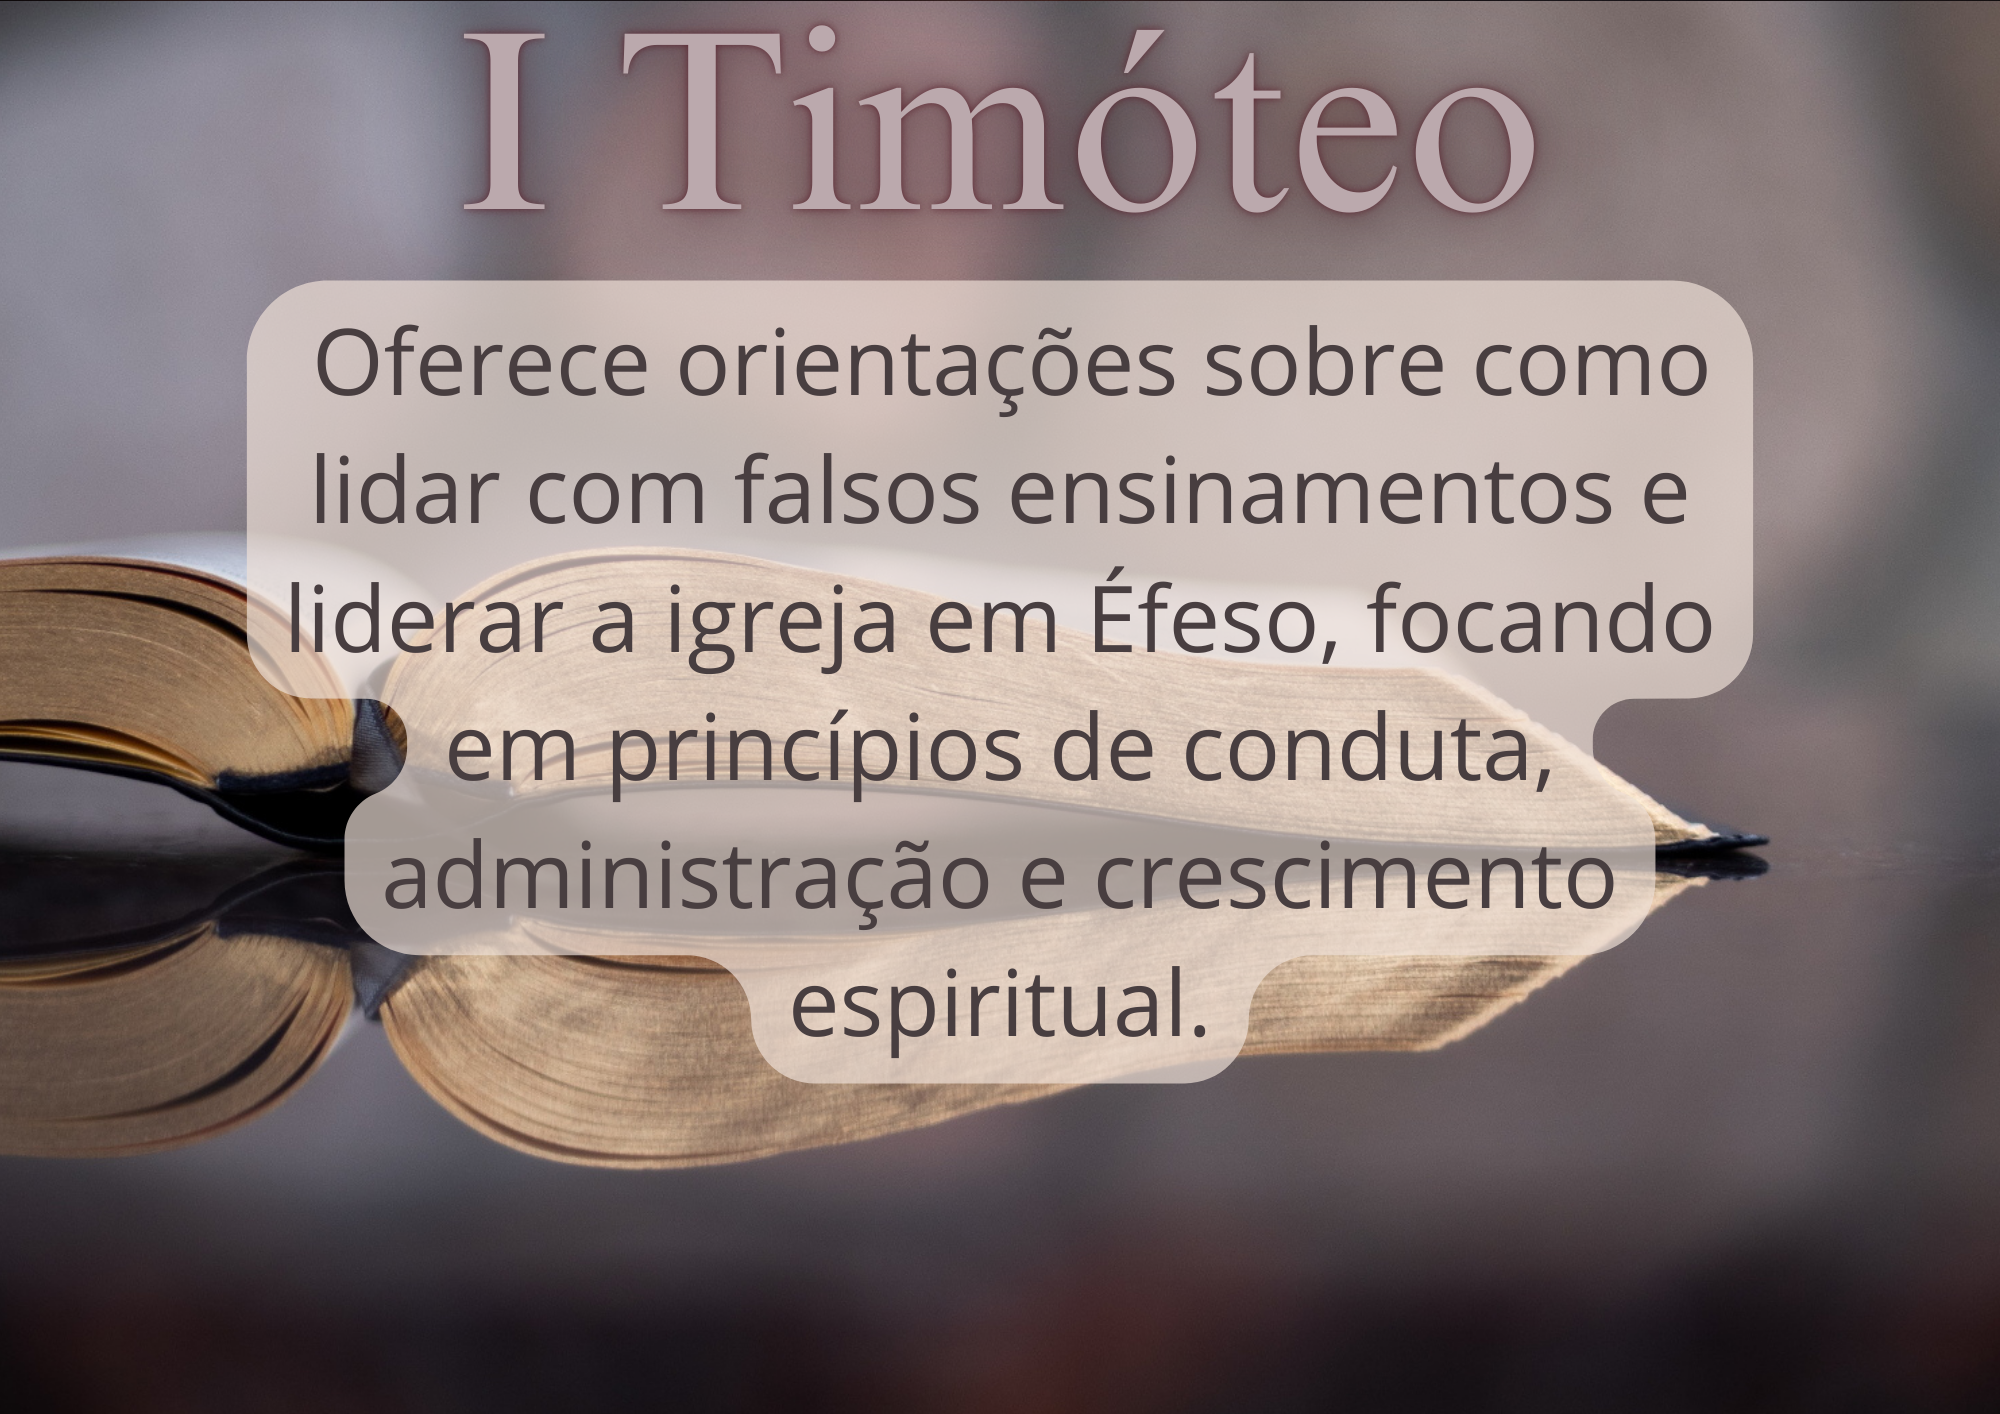 I Timóteo
Oferece orientações sobre como
lidar com falsos ensinamentos e
liderar a igreja em Éfeso, focando
em princípios de conduta,
administração e crescimento
espiritual.